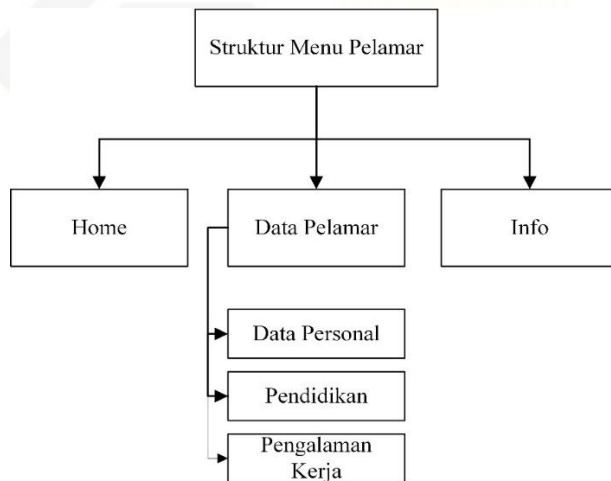 Struktur Menu Pelamar
Home
Data Pelamar
Info
Data Personal
Pendidikan
Pengalaman
Kerja